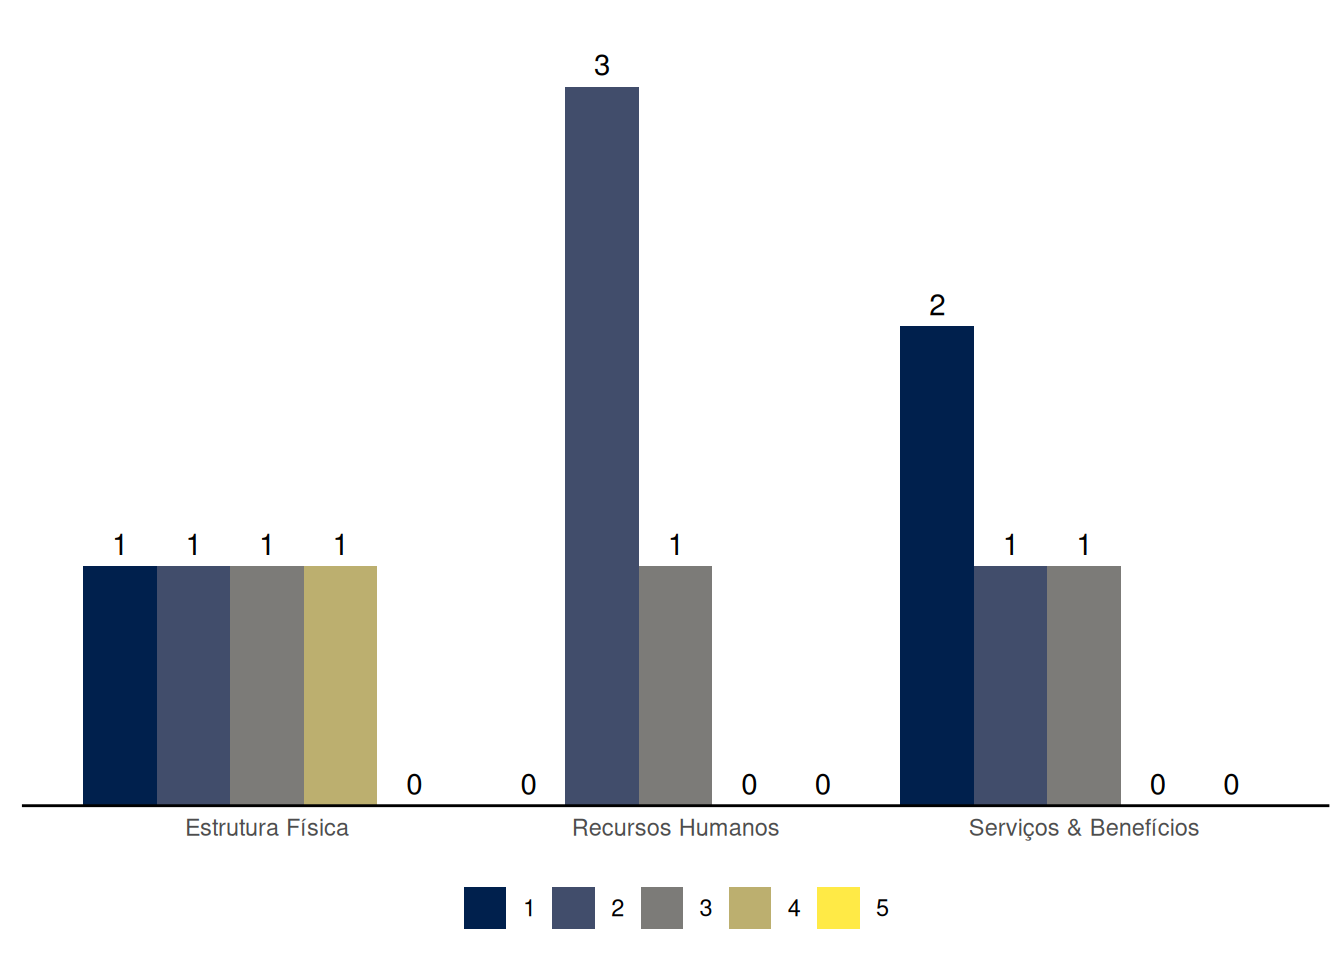 3
2
1 1 1 1 1 1 1
0 0 0 0 0 0
Estrutura Física Recursos Humanos Serviços & Benefícios
1 2 3 4 5